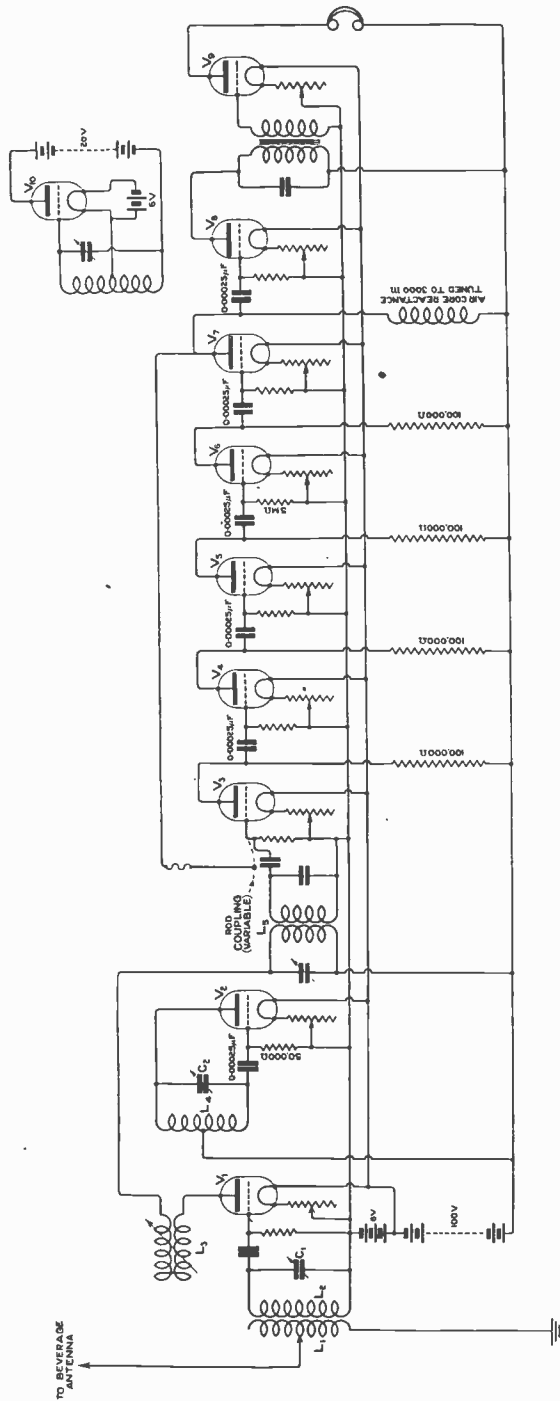 TO BEVERAGE
ANTENNA
L₁
L₂
C₁
L₃
V₁
6V
100V
L₄
C₂
V₂
0·00025μF
50,000Ω
ROD
COUPLING
(VARIABLE)
L₅
V₃
100,000Ω
0·00025μF
V₄
100,000Ω
0·00025μF
V₅
100,000Ω
0·00025μF
5MΩ
V₆
100,000Ω
0·00025μF
V₇
AIR CORE REACTANCE
TUNED TO 3000 m
0·00025μF
V₈
V₉
V₁₀
6V
20V